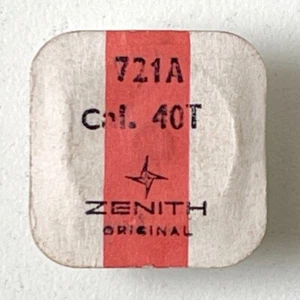 721A
Cal. 40T
ZENITH
ORIGINAL